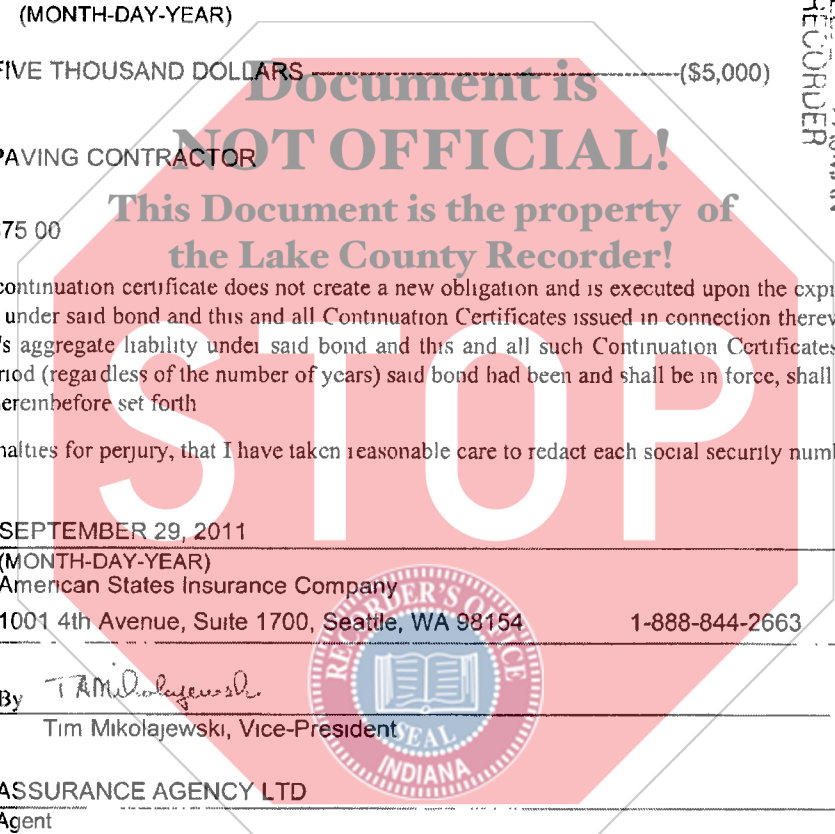 (MONTH-DAY-YEAR)
FIVE THOUSAND DOLLARS ------------------------------------($5,000)
Document is
NOT OFFICIAL!
PAVING CONTRACTOR
This Document is the property of
75 00
the Lake County Recorder!
continuation certificate does not create a new obligation and is executed upon the
under said bond and this and all Continuation Certificates issued in connection
's aggregate liability under said bond and this and all such Continuation Certificates
(regardless of the number of years) said bond had been and shall be in force, shall
hereinbefore set forth
for perjury, that I have taken reasonable care to redact each social security
STOP
SEPTEMBER 29, 2011
(MONTH-DAY-YEAR)
American States Insurance Company
1001 4th Avenue, Suite 1700, Seattle, WA 98154 1-888-844-2663
RECORDER'S OFFICE
By TAMikolajewski
Tim Mikolajewski, Vice-President
SEAL
INDIANA
ASSURANCE AGENCY LTD
Agent
RECORDER